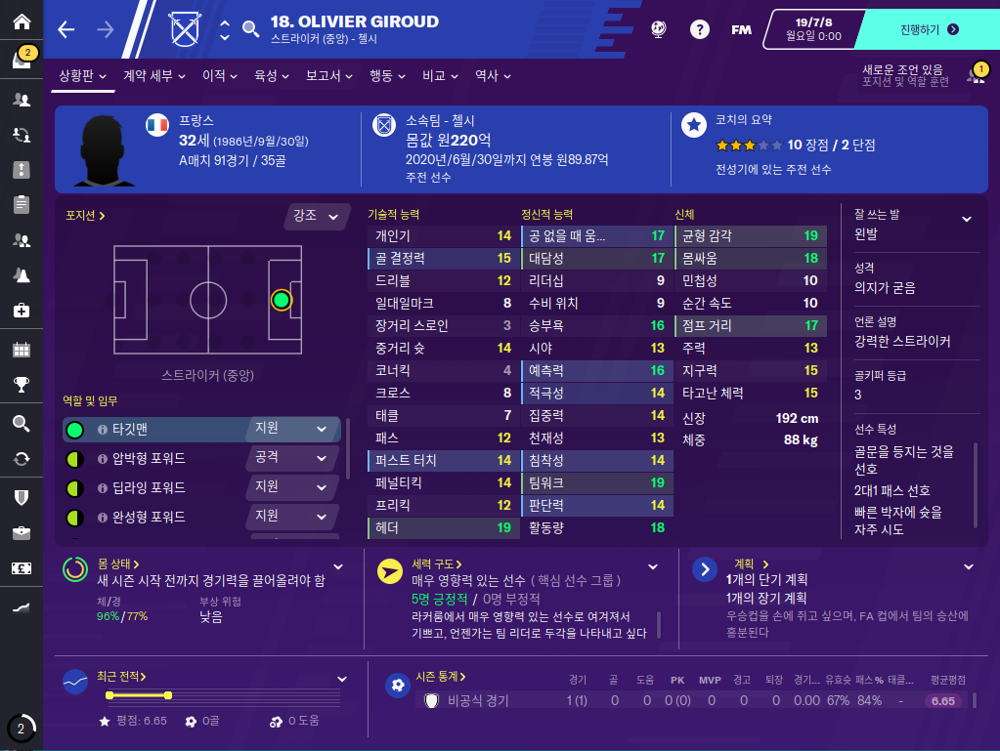 18. OLIVIER GIROUD
스트라이커 (중앙) - 첼시
?
FM
19/7/8
월요일 0:00
진행하기
2
상황판
계약 세부
이적
육성
보고서
행동
비교
역사
새로운 조언 있음
포지션 및 역할 훈련
1
프랑스
32세 (1986년/9월/30일)
A매치 91경기 / 35골
소속팀 - 첼시
몸값 원220억
2020년/6월/30일까지 연봉 원89.87억
주전 선수
코치의 요약
10 장점 / 2 단점
전성기에 있는 주전 선수
포지션
강조
스트라이커 (중앙)
역할 및 임무
타깃맨 지원
압박형 포워드 공격
딥라잉 포워드 지원
완성형 포워드 지원
기술적 능력
개인기 14
골 결정력 15
드리블 12
일대일마크 8
장거리 스로인 3
중거리 슛 14
코너킥 4
크로스 8
태클 7
패스 12
퍼스트 터치 14
페널티킥 14
프리킥 12
헤더 19
정신적 능력
공 없을 때 움... 17
대담성 17
리더십 9
수비 위치 9
승부욕 16
시야 13
예측력 16
적극성 14
집중력 14
천재성 13
침착성 14
팀워크 19
판단력 14
활동량 18
신체
균형 감각 19
몸싸움 18
민첩성 10
순간 속도 10
점프 거리 17
주력 13
지구력 15
타고난 체력 15
신장 192 cm
체중 88 kg
잘 쓰는 발
왼발
성격
의지가 굳음
언론 설명
강력한 스트라이커
골키퍼 등급
3
선수 특성
골문을 등지는 것을
선호
2대1 패스 선호
빠른 박자에 슛을
자주 시도
몸 상태
새 시즌 시작 전까지 경기력을 끌어올려야 함
체/경
96%/77%
부상 위험
낮음
세력 구도
매우 영향력 있는 선수 ( 핵심 선수 그룹 )
5명 긍정적 / 0명 부정적
라커룸에서 매우 영향력 있는 선수로 여겨져서
기쁘고, 언젠가는 팀 리더로 두각을 나타내고 싶다
계획
1개의 단기 계획
1개의 장기 계획
우승컵을 손에 쥐고 싶으며, FA 컵에서 팀의 승산에
흥분된다
최근 전적
평점: 6.65
0골
0 도움
시즌 통계
경기 골 도움 PK MVP 경고 퇴장 경기... 유효슛 패스% 태클... 평균평점
비공식 경기 1 (1) 0 0 0 (0) 0 0 0 0.00 67% 84% - 6.65
2